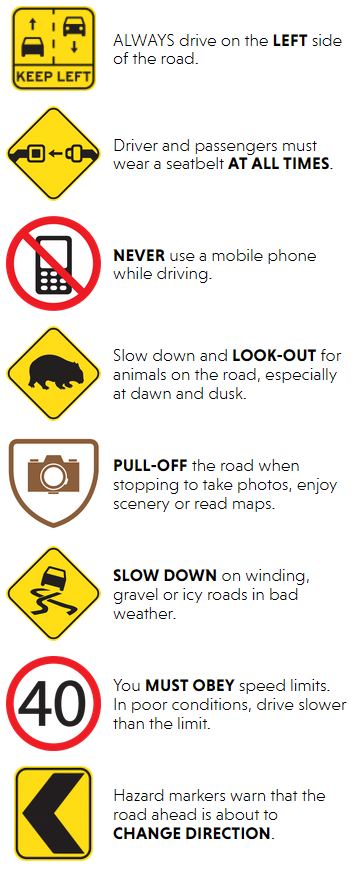 KEEP LEFT
ALWAYS drive on the LEFT side
of the road.
Driver and passengers must
wear a seatbelt AT ALL TIMES.
NEVER use a mobile phone
while driving.
Slow down and LOOK-OUT for
animals on the road, especially
at dawn and dusk.
PULL-OFF the road when
stopping to take photos, enjoy
scenery or read maps.
SLOW DOWN on winding,
gravel or icy roads in bad
weather.
40
You MUST OBEY speed limits.
In poor conditions, drive slower
than the limit.
Hazard markers warn that the
road ahead is about to
CHANGE DIRECTION.